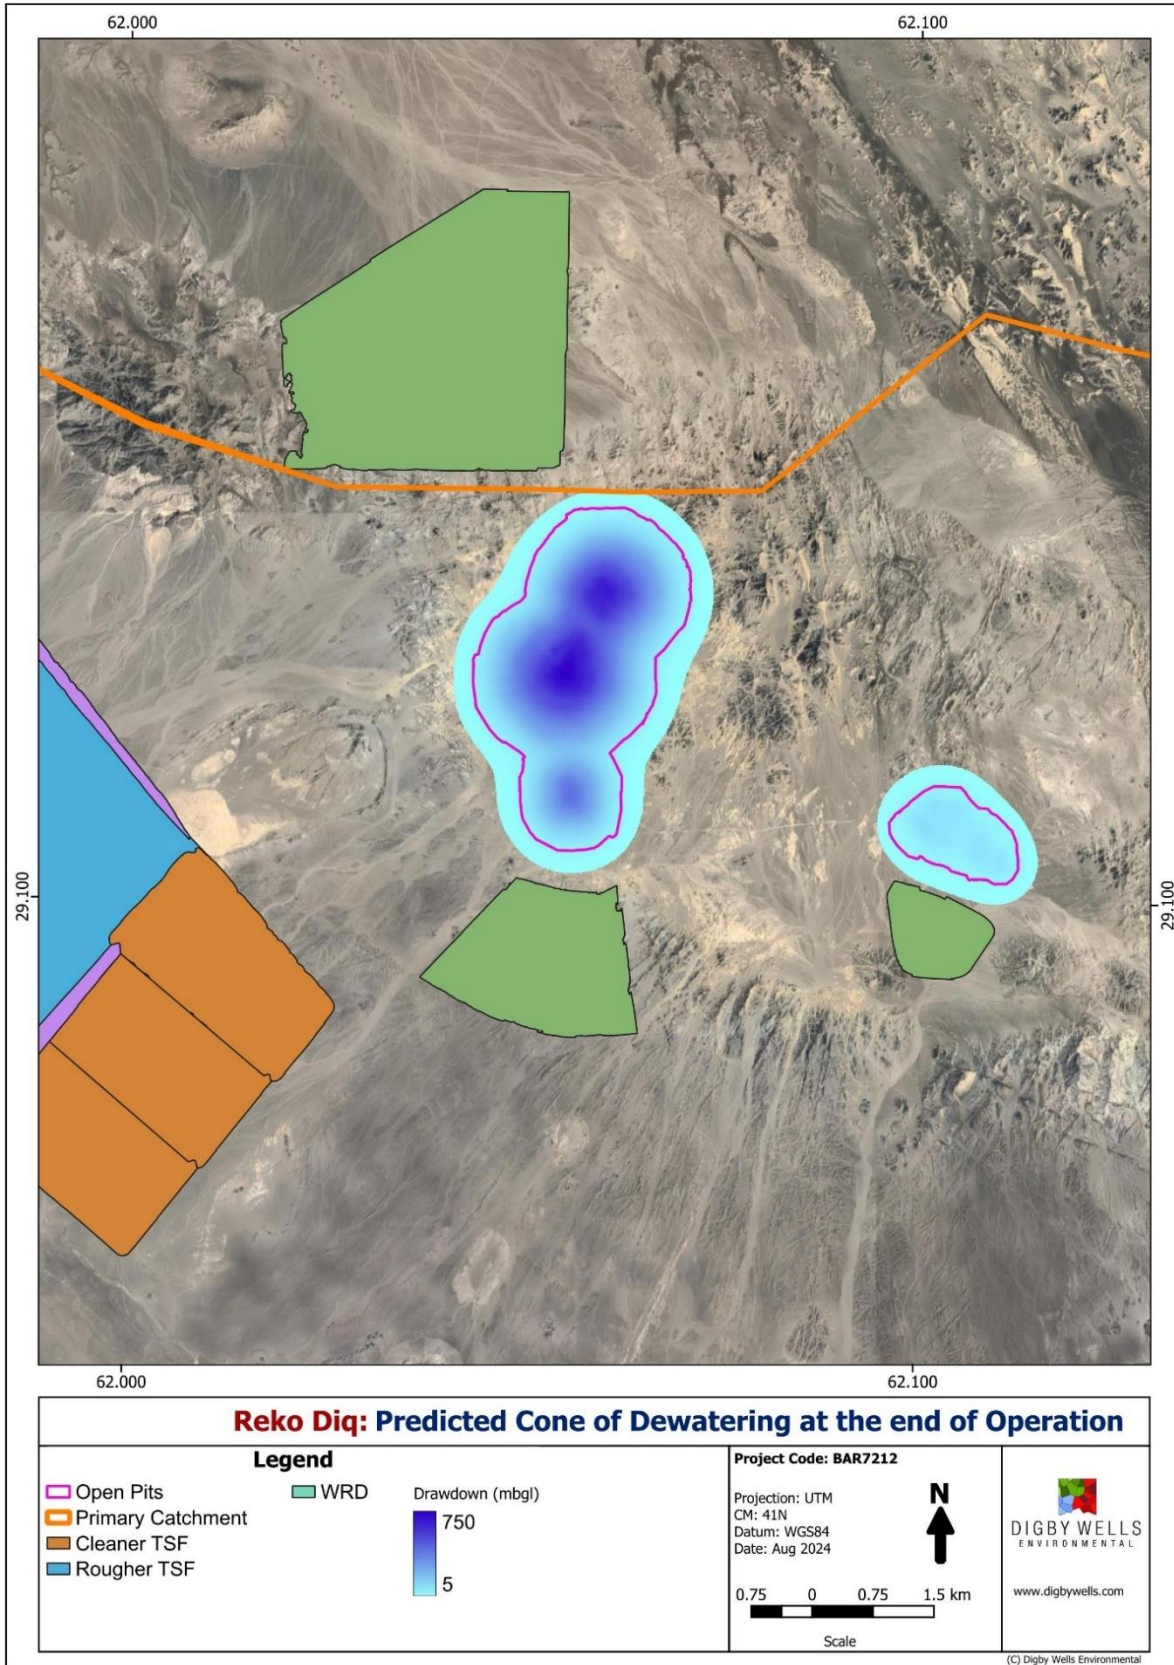 62.000
62.100
29.100
29.100
62.000
62.100
Reko Diq: Predicted Cone of Dewatering at the end of Operation
Legend
Open Pits
Primary Catchment
Cleaner TSF
Rougher TSF
WRD
Drawdown (mbgl)
750
5
Project Code: BAR7212
Projection: UTM
CM: 41N
Datum: WGS84
Date: Aug 2024
N
0.75 0 0.75 1.5 km
Scale
DIGBY WELLS
ENVIRONMENTAL
www.digbywells.com
(C) Digby Wells Environmental